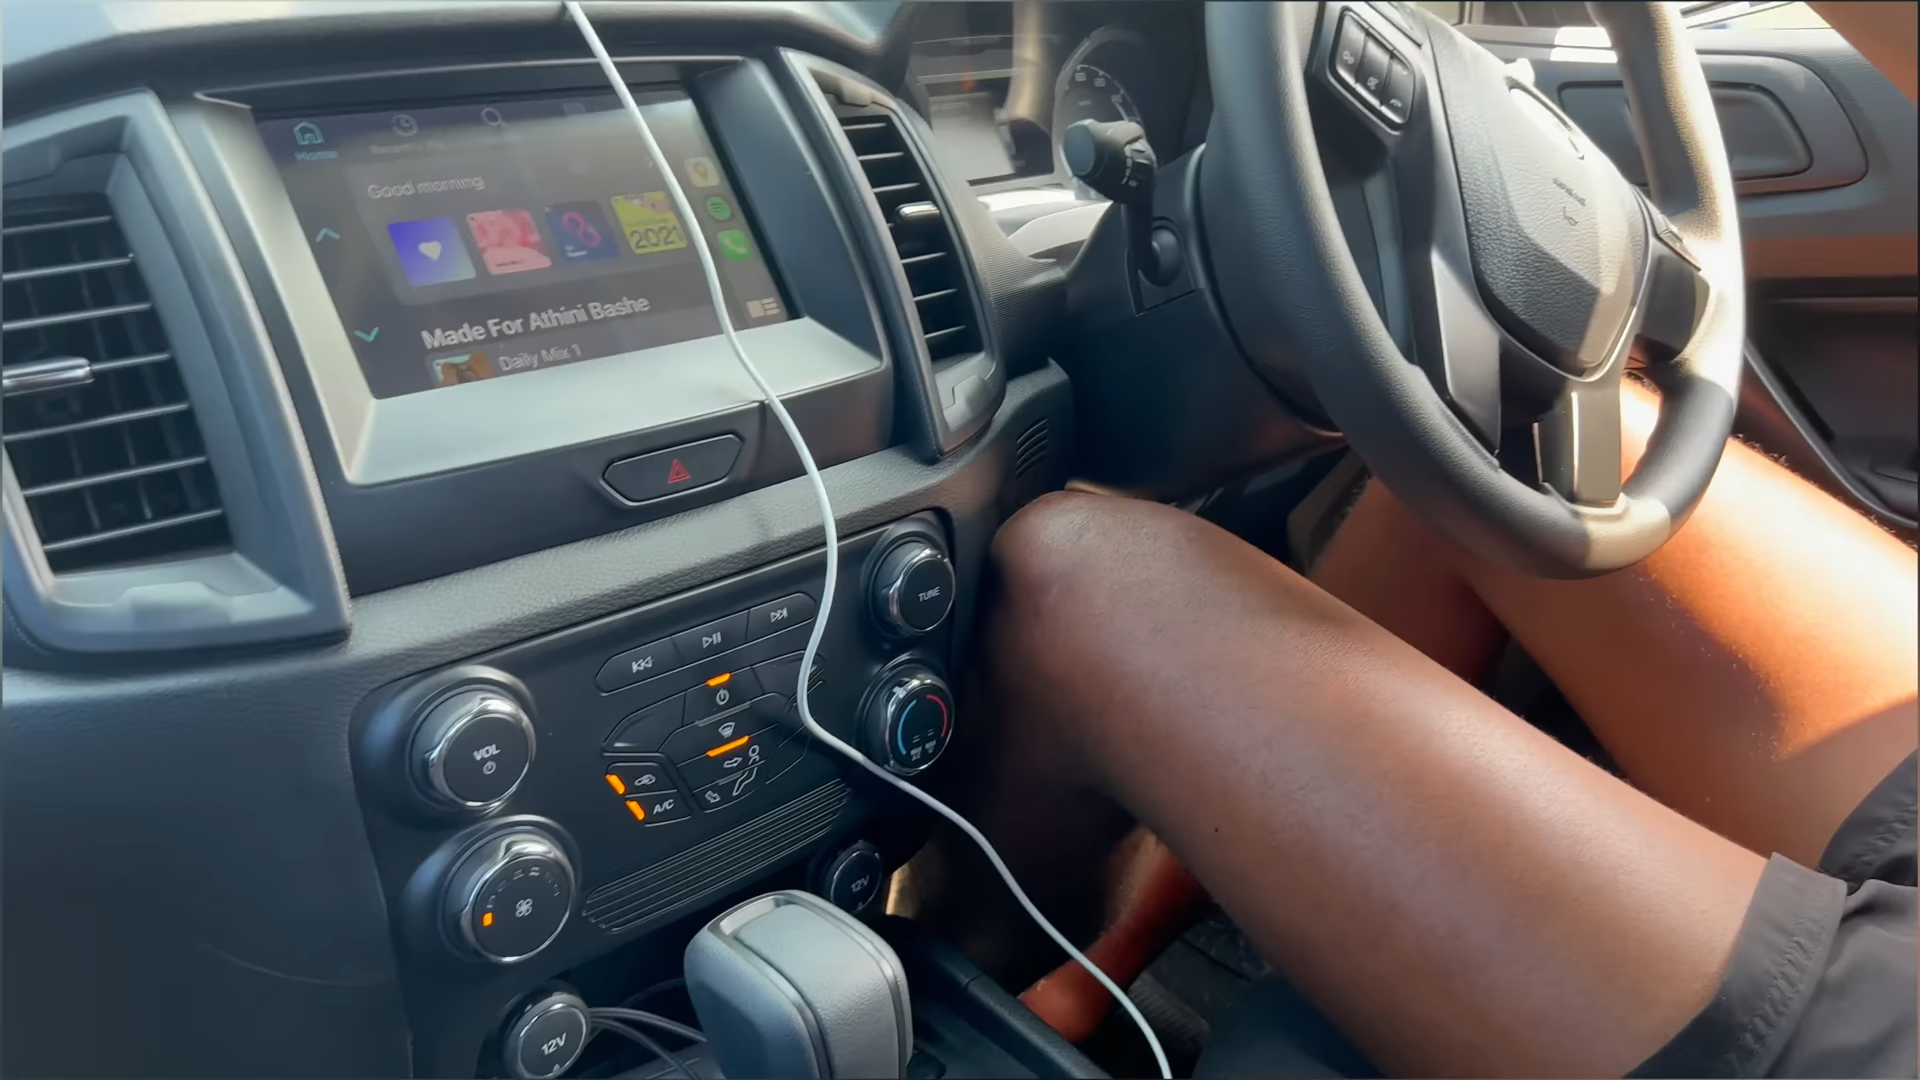 Home
Good morning
2021
Made For Athini Bashe
Daily Mix 1
TUNE
VOL
A/C
12V
12V